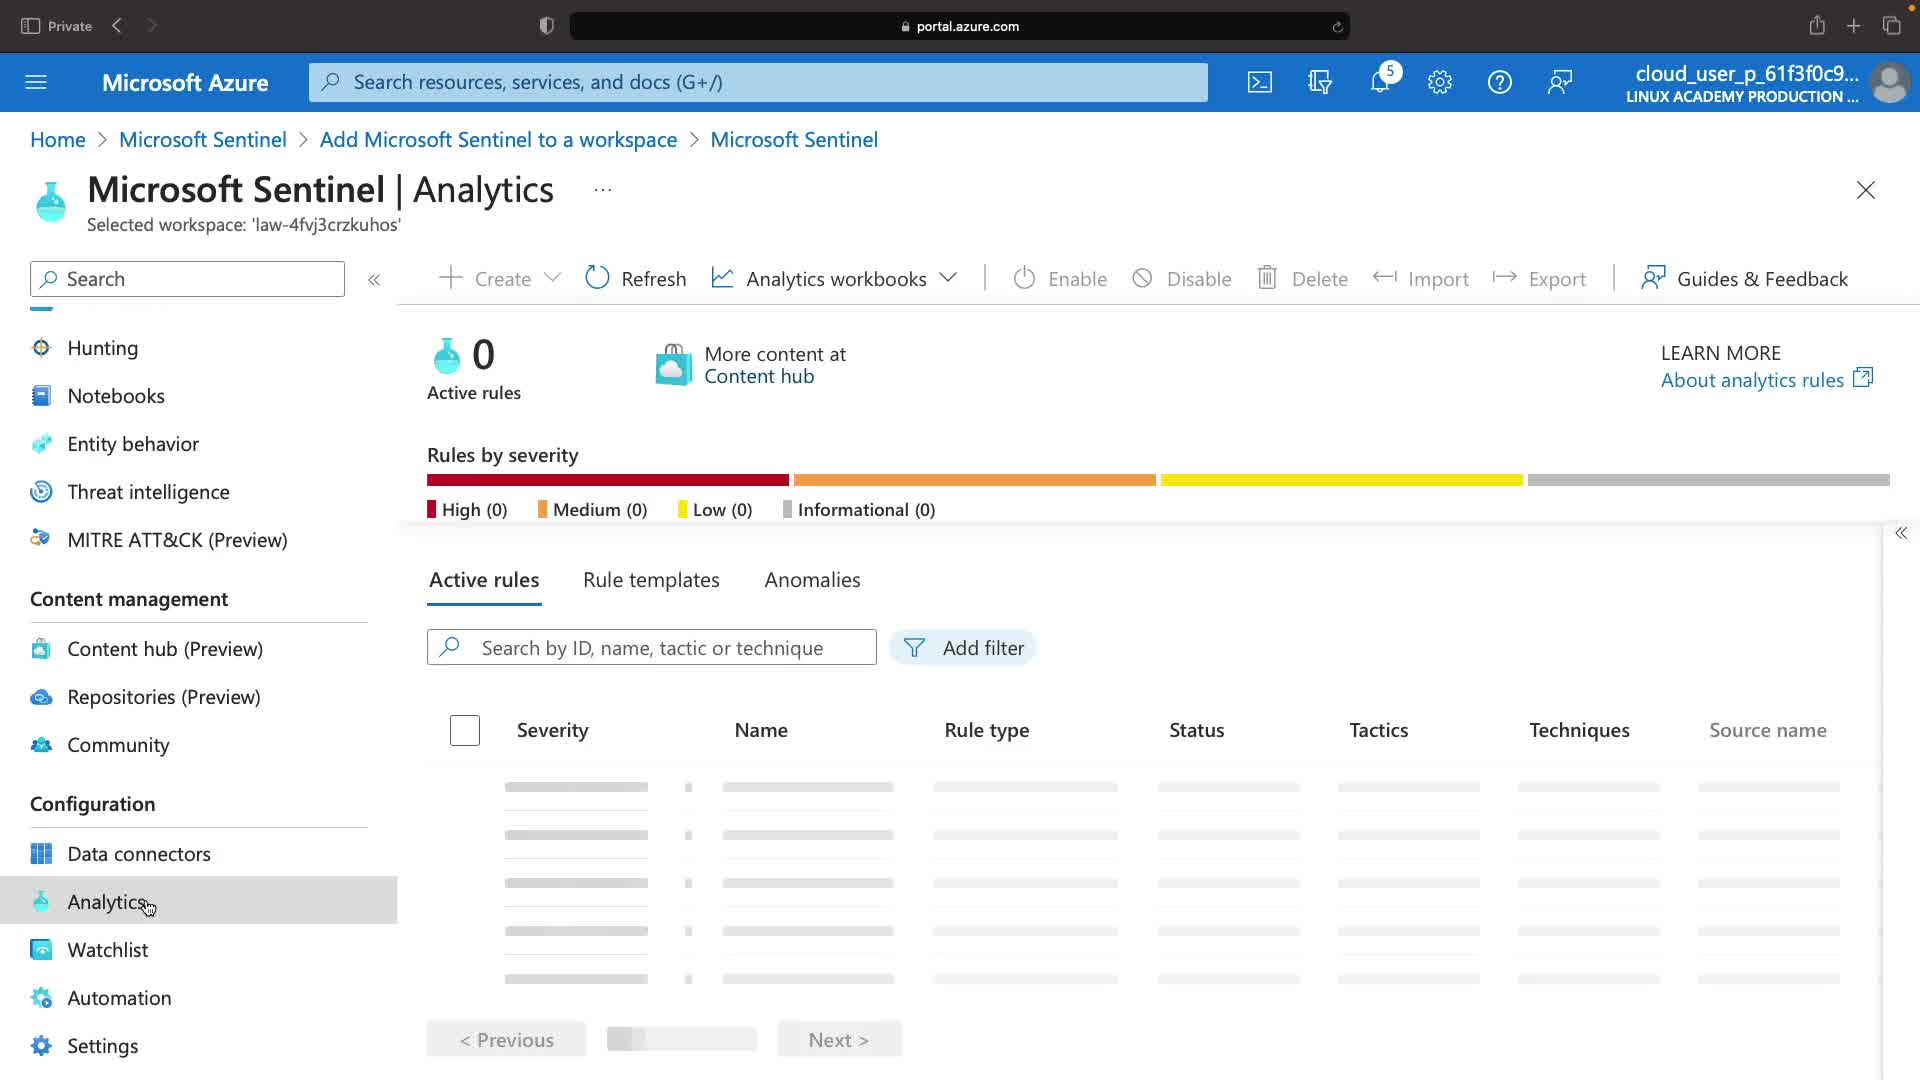 Private
portal.azure.com
Microsoft Azure
Search resources, services, and docs (G+/)
5
cloud_user_p_61f3f0c9...
LINUX ACADEMY PRODUCTION ...
Home > Microsoft Sentinel > Add Microsoft Sentinel to a workspace > Microsoft Sentinel
Microsoft Sentinel | Analytics ...
Selected workspace: 'law-4fvj3crzkuhos'
Search
«
Create
Refresh
Analytics workbooks
Enable
Disable
Delete
Import
Export
Guides & Feedback
Hunting
Notebooks
Entity behavior
Threat intelligence
MITRE ATT&CK (Preview)
Content management
Content hub (Preview)
Repositories (Preview)
Community
Configuration
Data connectors
Analytics
Watchlist
Automation
Settings
0
Active rules
More content at
Content hub
LEARN MORE
About analytics rules
Rules by severity
High (0)
Medium (0)
Low (0)
Informational (0)
«
Active rules
Rule templates
Anomalies
Search by ID, name, tactic or technique
Add filter
Severity
Name
Rule type
Status
Tactics
Techniques
Source name
< Previous
Next >